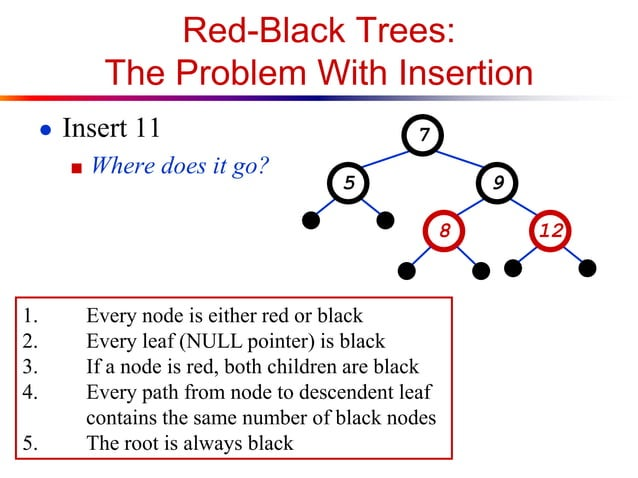 Red-Black Trees:
The Problem With Insertion
● Insert 11
■ Where does it go?
7
5
9
8
12
1. Every node is either red or black
2. Every leaf (NULL pointer) is black
3. If a node is red, both children are black
4. Every path from node to descendent leaf
contains the same number of black nodes
5. The root is always black